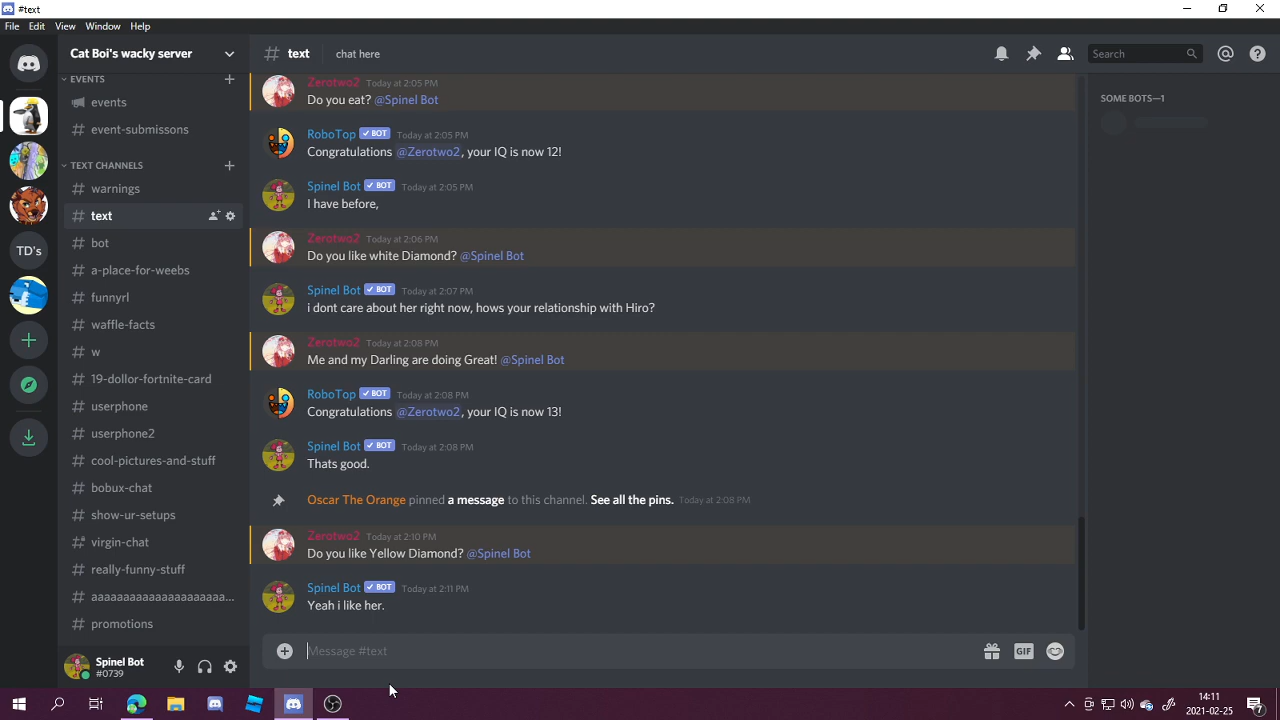 #text
File Edit View Window Help
Cat Boi's wacky server
# text chat here
Search
EVENTS
events
event-submissons
TEXT CHANNELS
# warnings
# text
# bot
# a-place-for-weebs
# funnyrl
# waffle-facts
# w
# 19-dollor-fortnite-card
# userphone
# userphone2
# cool-pictures-and-stuff
# bobux-chat
# show-ur-setups
# virgin-chat
# really-funny-stuff
# aaaaaaaaaaaaaaaaaaaaa...
# promotions
TD's
Spinel Bot
#0739
Zerotwo2 Today at 2:05 PM
Do you eat? @Spinel Bot
RoboTop ✓ BOT Today at 2:05 PM
Congratulations @Zerotwo2, your IQ is now 12!
Spinel Bot ✓ BOT Today at 2:05 PM
I have before,
Zerotwo2 Today at 2:06 PM
Do you like white Diamond? @Spinel Bot
Spinel Bot ✓ BOT Today at 2:07 PM
i dont care about her right now, hows your relationship with Hiro?
Zerotwo2 Today at 2:08 PM
Me and my Darling are doing Great! @Spinel Bot
RoboTop ✓ BOT Today at 2:08 PM
Congratulations @Zerotwo2, your IQ is now 13!
Spinel Bot ✓ BOT Today at 2:08 PM
Thats good.
Oscar The Orange pinned a message to this channel. See all the pins. Today at 2:08 PM
Zerotwo2 Today at 2:10 PM
Do you like Yellow Diamond? @Spinel Bot
Spinel Bot ✓ BOT Today at 2:11 PM
Yeah i like her.
Message #text
GIF
SOME BOTS—1
14:11
2021-02-25
7